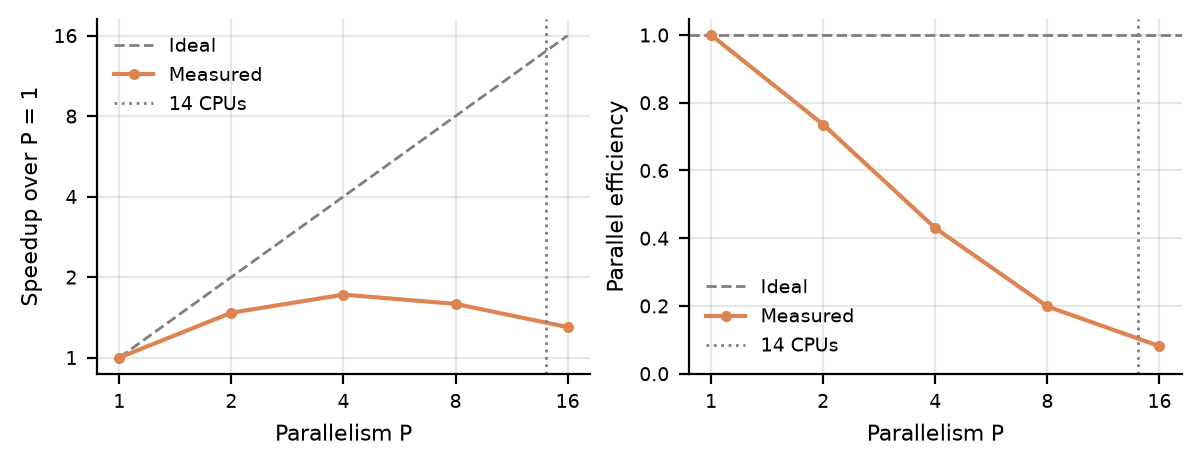 16
8
4
2
1
Speedup over P = 1
Ideal
Measured
14 CPUs
1 2 4 8 16
Parallelism P
1.0
0.8
0.6
0.4
0.2
0.0
Parallel efficiency
Ideal
Measured
14 CPUs
1 2 4 8 16
Parallelism P